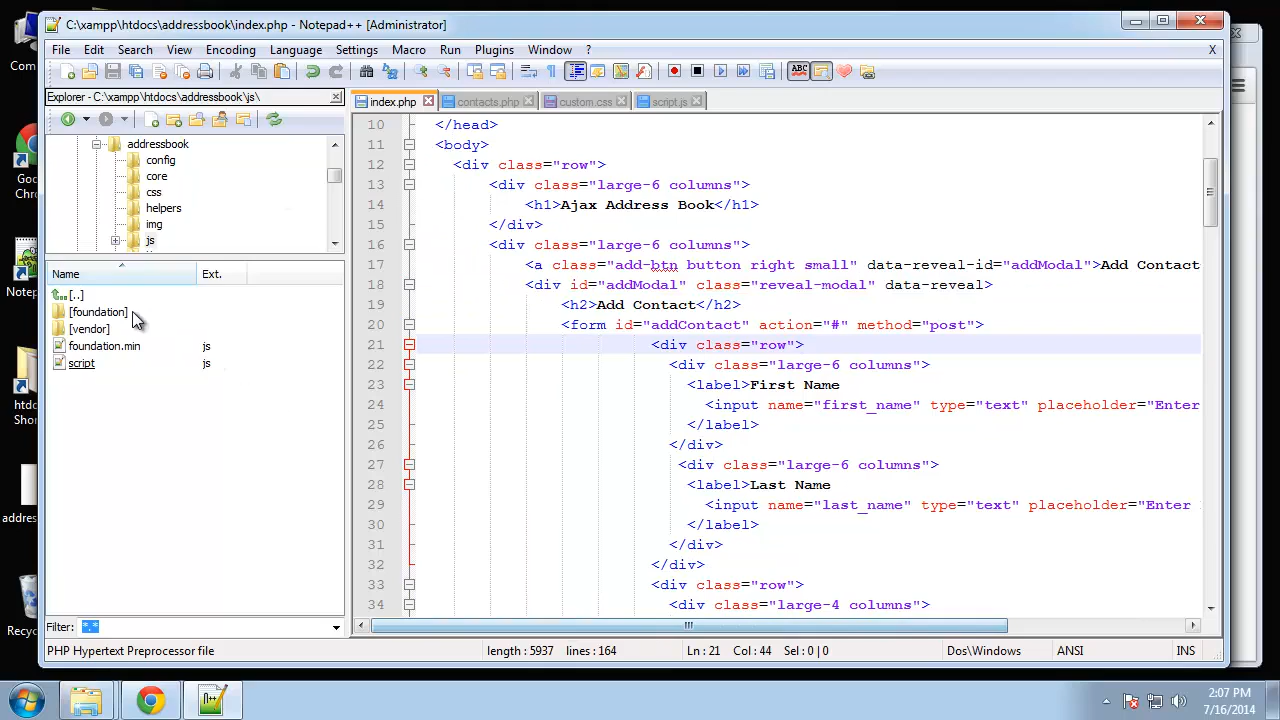 C:\xampp\htdocs\addressbook\index.php - Notepad++ [Administrator]
File Edit Search View Encoding Language Settings Macro Run Plugins Window ? X
Explorer - C:\xampp\htdocs\addressbook\js\
index.php contacts.php custom.css script.js
addressbook
config
core
css
helpers
img
js
Name Ext.
[..]
[foundation]
[vendor]
foundation.min js
script js
Filter: *.*
10 </head>
11 <body>
12 <div class="row">
13 <div class="large-6 columns">
14 <h1>Ajax Address Book</h1>
15 </div>
16 <div class="large-6 columns">
17 <a class="add-btn button right small" data-reveal-id="addModal">Add Contact
18 <div id="addModal" class="reveal-modal" data-reveal>
19 <h2>Add Contact</h2>
20 <form id="addContact" action="#" method="post">
21 <div class="row">
22 <div class="large-6 columns">
23 <label>First Name
24 <input name="first_name" type="text" placeholder="Enter
25 </label>
26 </div>
27 <div class="large-6 columns">
28 <label>Last Name
29 <input name="last_name" type="text" placeholder="Enter
30 </label>
31 </div>
32 </div>
33 <div class="row">
34 <div class="large-4 columns">
PHP Hypertext Preprocessor file length : 5937 lines : 164 Ln : 21 Col : 44 Sel : 0 | 0 Dos\Windows ANSI INS
Com
Goo
Chro
Notep
htd
Shor
addre
Recyc
2:07 PM
7/16/2014